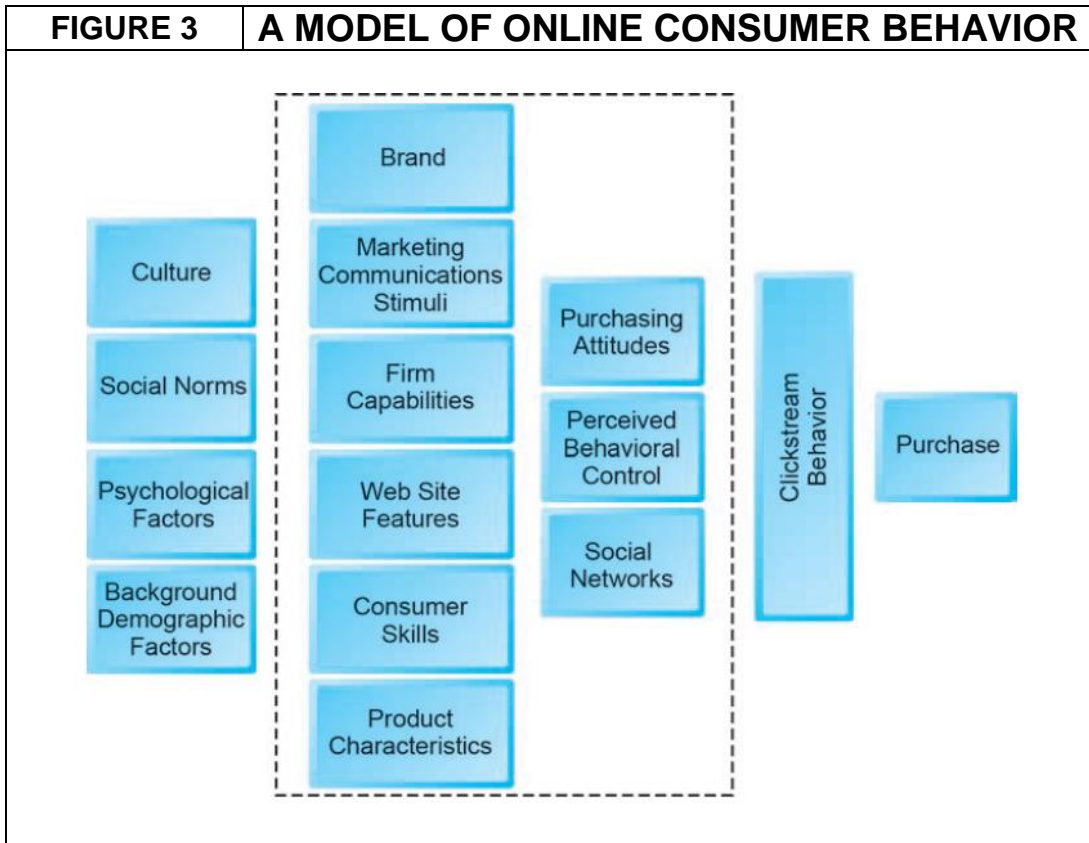 FIGURE 3
A MODEL OF ONLINE CONSUMER BEHAVIOR
Culture
Social Norms
Psychological
Factors
Background
Demographic
Factors
Brand
Marketing
Communications
Stimuli
Firm
Capabilities
Web Site
Features
Consumer
Skills
Product
Characteristics
Purchasing
Attitudes
Perceived
Behavioral
Control
Social
Networks
Clickstream
Behavior
Purchase